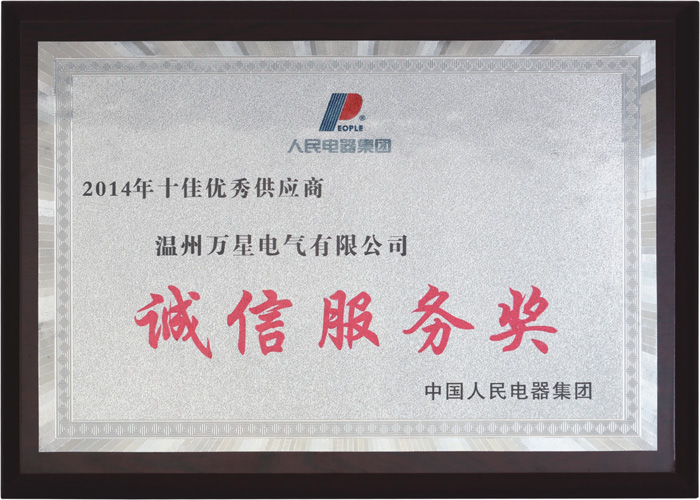 PEOPLE®
人民电器集团
2014年十佳优秀供应商
温州万星电气有限公司
诚信服务奖
中国人民电器集团